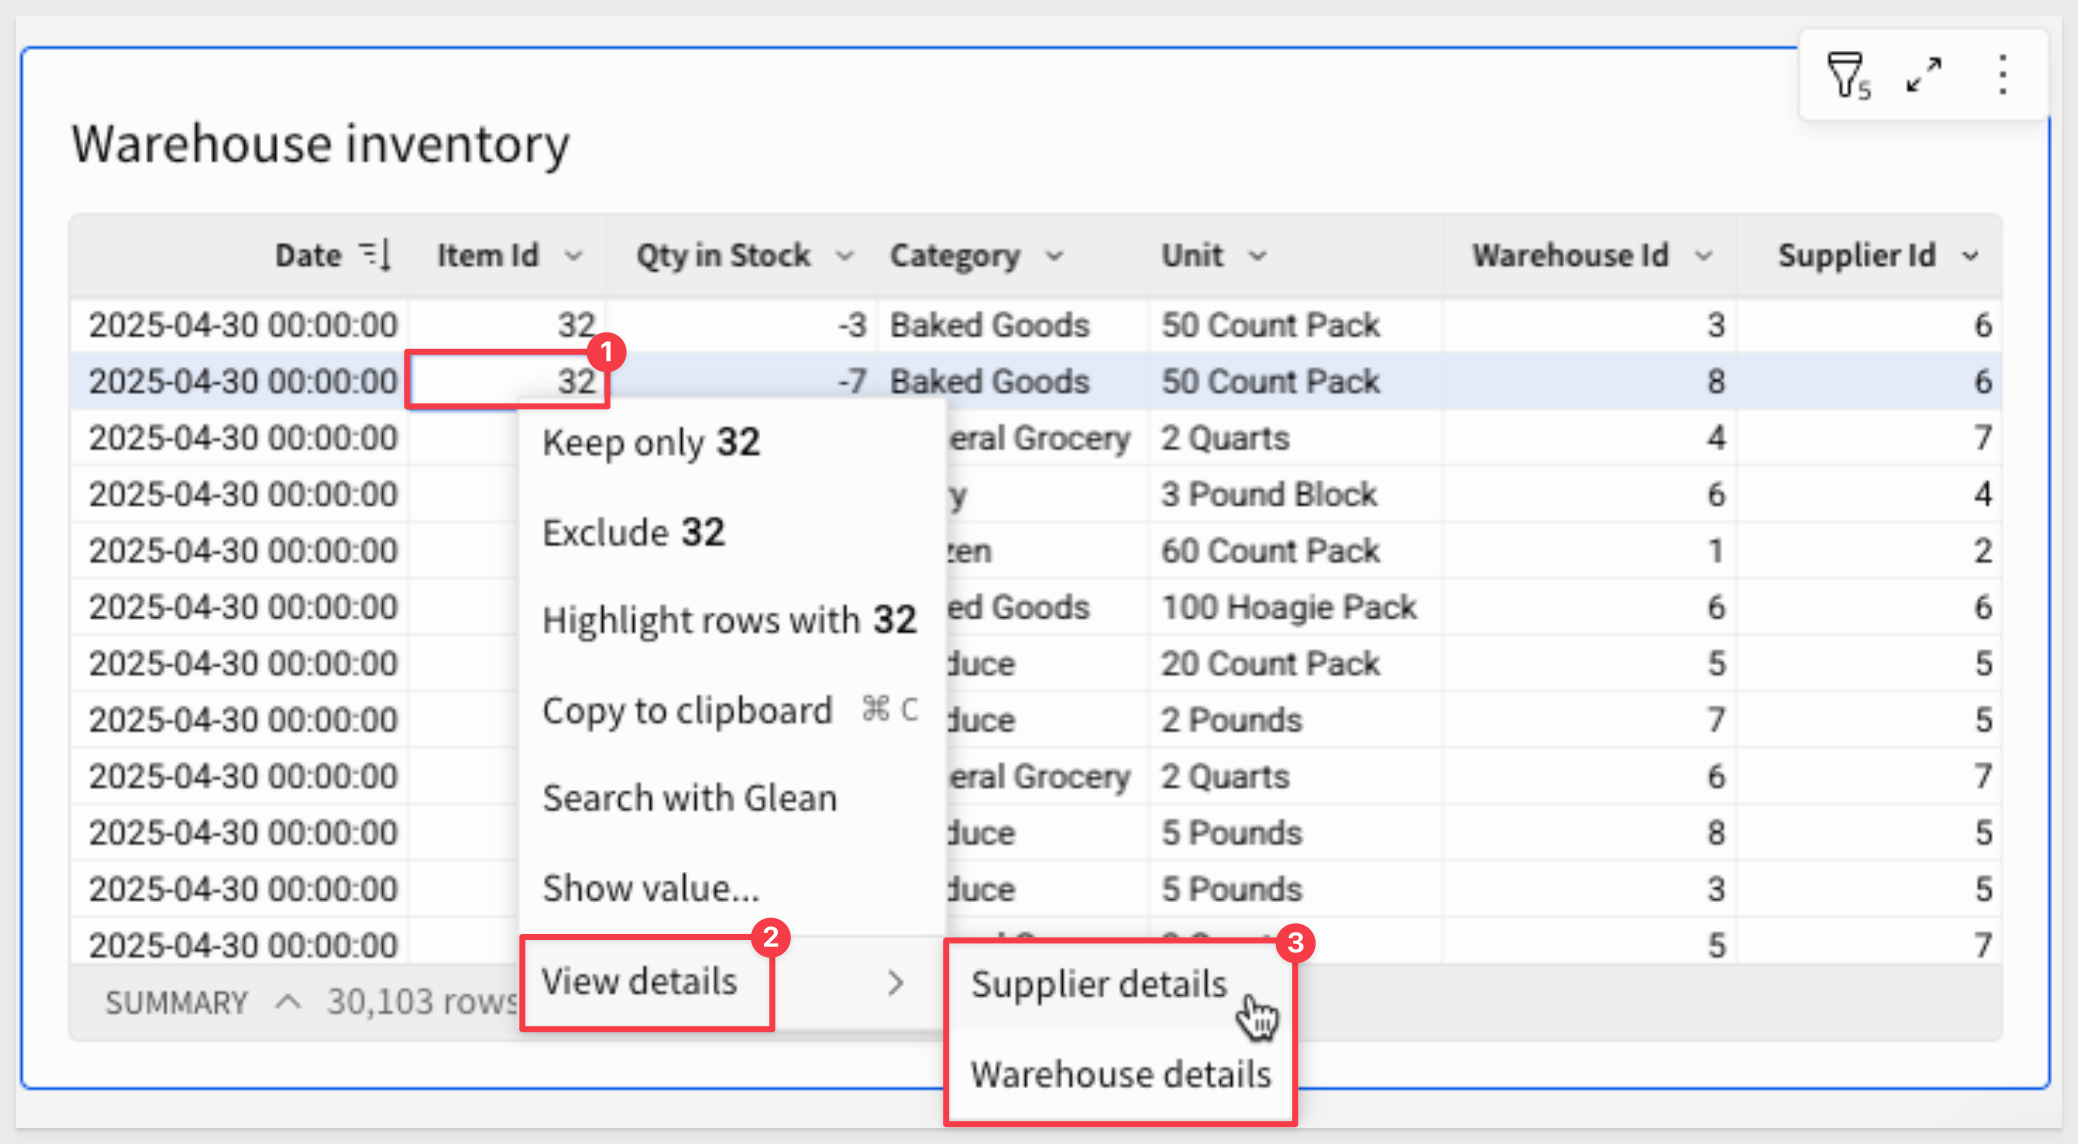 5
Warehouse inventory
Date Item Id Qty in Stock Category Unit Warehouse Id Supplier Id
2025-04-30 00:00:00 32 -3 Baked Goods 50 Count Pack 3 6
1
2025-04-30 00:00:00 32 -7 Baked Goods 50 Count Pack 8 6
2025-04-30 00:00:00 eral Grocery 2 Quarts 4 7
Keep only 32
2025-04-30 00:00:00 y 3 Pound Block 6 4
Exclude 32
2025-04-30 00:00:00 zen 60 Count Pack 1 2
2025-04-30 00:00:00 ed Goods 100 Hoagie Pack 6 6
Highlight rows with 32
2025-04-30 00:00:00 duce 20 Count Pack 5 5
Copy to clipboard ⌘ C
2025-04-30 00:00:00 duce 2 Pounds 7 5
2025-04-30 00:00:00 eral Grocery 2 Quarts 6 7
Search with Glean
2025-04-30 00:00:00 duce 5 Pounds 8 5
2025-04-30 00:00:00 duce 5 Pounds 3 5
Show value...
2025-04-30 00:00:00 5 7
2
3
View details
Supplier details
Warehouse details
SUMMARY 30,103 rows